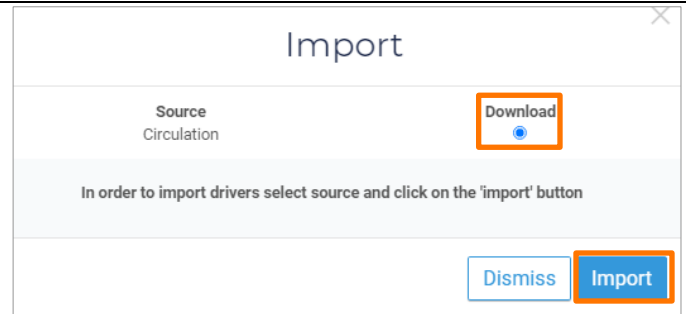 Import
Source Download
Circulation
In order to import drivers select source and click on the 'import' button
Dismiss Import